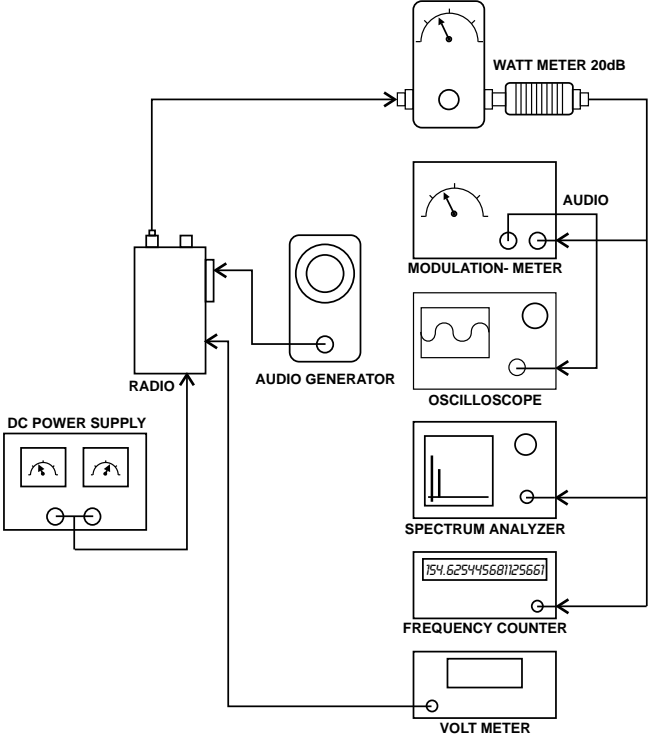 WATT METER 20dB
AUDIO
MODULATION- METER
RADIO
AUDIO GENERATOR
OSCILLOSCOPE
DC POWER SUPPLY
SPECTRUM ANALYZER
154.625445681125661
FREQUENCY COUNTER
VOLT METER